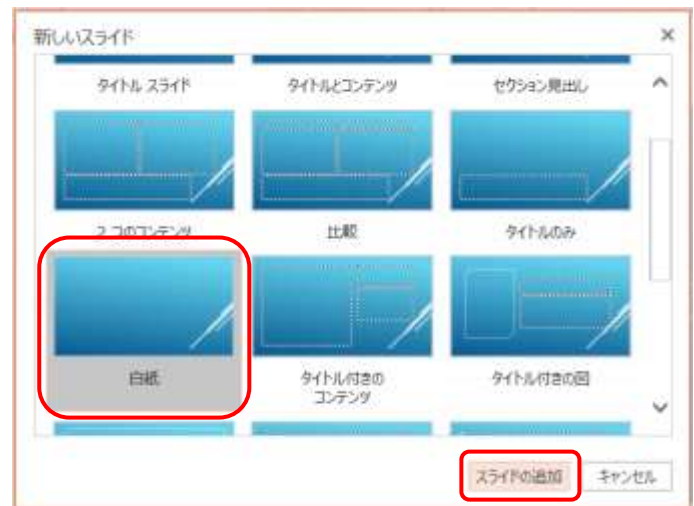 新しいスライド
タイトル スライド
タイトルとコンテンツ
セクション見出し
2 つのコンテンツ
比較
タイトルのみ
白紙
タイトル付きの
コンテンツ
タイトル付きの図
スライドの追加
キャンセル